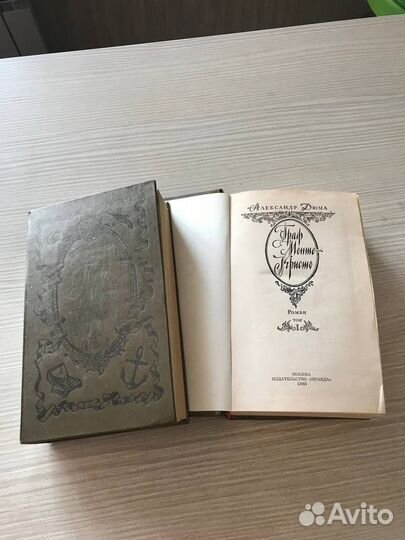 Александр Дюма
Граф
Монте-
Кристо
Роман
том
I
МОСКВА
ИЗДАТЕЛЬСТВО «ПРАВДА»
Avito